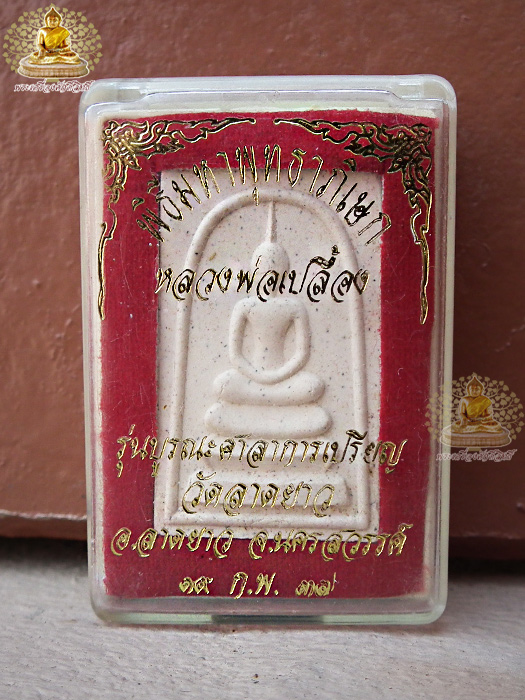 พิธีมหาพุทธาภิเษก
หลวงพ่อเปลื้อง
รุ่นบูรณะศาลาการเปรียญ
วัดลาดยาว
อ.ลาดยาว จ.นครสวรรค์
๑๙ ก.พ. ๓๗